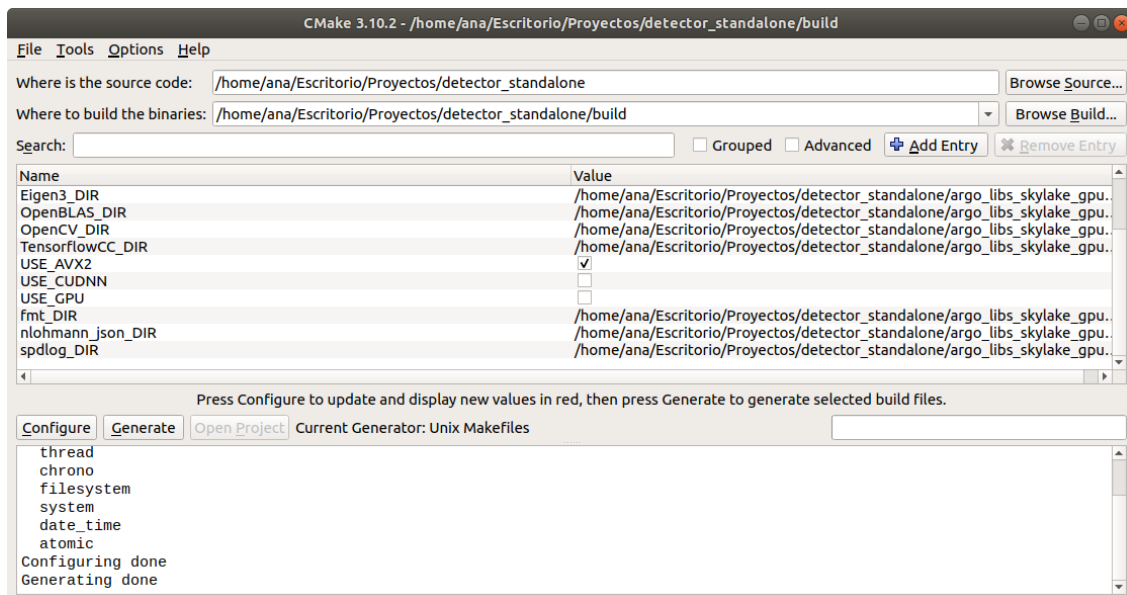 CMake 3.10.2 - /home/ana/Escritorio/Proyectos/detector_standalone/build
File Tools Options Help
Where is the source code: /home/ana/Escritorio/Proyectos/detector_standalone Browse Source...
Where to build the binaries: /home/ana/Escritorio/Proyectos/detector_standalone/build Browse Build...
Search: Grouped Advanced Add Entry Remove Entry
Name Value
Eigen3_DIR /home/ana/Escritorio/Proyectos/detector_standalone/argo_libs_skylake_gpu..
OpenBLAS_DIR /home/ana/Escritorio/Proyectos/detector_standalone/argo_libs_skylake_gpu..
OpenCV_DIR /home/ana/Escritorio/Proyectos/detector_standalone/argo_libs_skylake_gpu..
TensorflowCC_DIR /home/ana/Escritorio/Proyectos/detector_standalone/argo_libs_skylake_gpu..
USE_AVX2
USE_CUDNN
USE_GPU
fmt_DIR /home/ana/Escritorio/Proyectos/detector_standalone/argo_libs_skylake_gpu..
nlohmann_json_DIR /home/ana/Escritorio/Proyectos/detector_standalone/argo_libs_skylake_gpu..
spdlog_DIR /home/ana/Escritorio/Proyectos/detector_standalone/argo_libs_skylake_gpu..
Press Configure to update and display new values in red, then press Generate to generate selected build files.
Configure Generate Open Project Current Generator: Unix Makefiles
thread
chrono
filesystem
system
date_time
atomic
Configuring done
Generating done